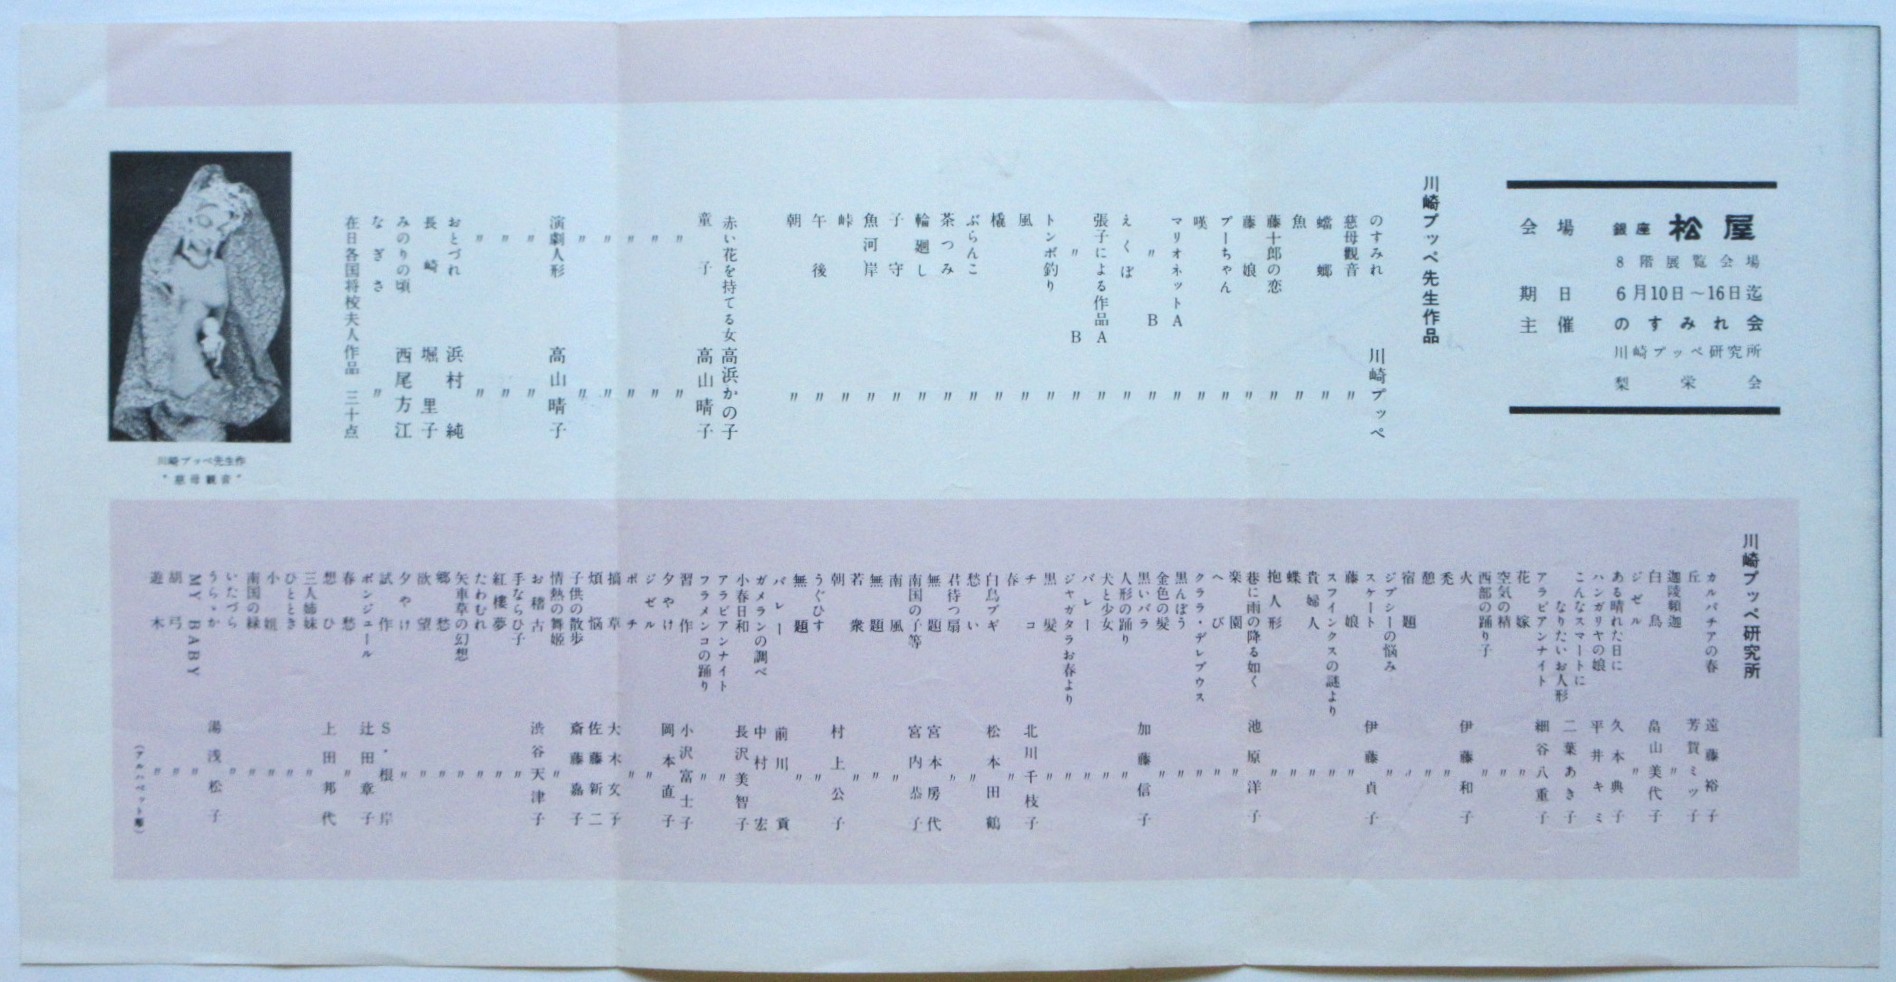 会場 銀座 松屋
8階展覧会場
期日 6月10日～16日迄
主催 のすみれ会
川崎プッペ研究所
梨栄会
川崎プッペ先生作品
のすみれ 川崎プッペ
慈母観音 〃
蟷螂 〃
魚 〃
藤十郎の恋 〃
藤娘 〃
プーちゃん 〃
嘆 〃
マリオネットA 〃
〃 B 〃
えくぼ 〃
張子による作品A 〃
〃 B 〃
トンボ釣り 〃
風 〃
橇 〃
ぶらんこ 〃
茶つみ 〃
輪廻し 〃
子守 〃
魚河岸 〃
峠 〃
午後 〃
朝 〃
赤い花を持てる女 高浜かの子
童子 高山晴子
〃 〃
〃 〃
〃 〃
〃 〃
〃 〃
演劇人形 高山晴子
〃 〃
〃 〃
〃 〃
おとづれ 浜村純
長崎 堀里子
みのりの頃 西尾方江
なぎさ 〃
在日各国将校夫人作品 三十点
川崎プッペ先生作
〝慈母観音〟
川崎プッペ研究所
カルパチアの春 遠藤裕子
丘 芳賀ミツ子
迦陵頻迦 〃
白鳥 畠山美代子
ジゼル 〃
ある晴れた日に 久本典子
ハンガリヤの娘 平井キミ
こんなスマートに
なりたいお人形 二葉あき子
アラビアンナイト 細谷八重子
花嫁 〃
空気の精 〃
西部の踊り子 〃
火 伊藤和子
禿 〃
憩 〃
宿題 〃
ジプシーの悩み 〃
スケート 伊藤貞子
藤娘 〃
スフインクスの謎より 〃
貴婦人 〃
蝶 〃
抱人形 〃
巷に雨の降る如く 池原洋子
楽園 〃
へび 〃
クララ・デレブウス 〃
黒んぼう 〃
金色の髪 〃
黒いバラ 加藤信子
人形の踊り 〃
犬と少女 〃
バレー 〃
ジャガタラお春より 〃
黒髪 〃
チコ 北川千枝子
春 〃
白鳥ブギ 松本田鶴
愁い 〃
君待つ扇 〃
無題 宮本房代
南国の子等 宮内恭子
南風 〃
無題 〃
若衆 〃
朝 村上公子
うぐひす 〃
無題 〃
バレー 前川貢
ガメランの調べ 中村宏
小春日和 長沢美智子
アラビアンナイト 〃
フラメンコの踊り 〃
習作 小沢富士子
夕やけ 岡本直子
ジゼル 〃
ポチ 〃
摘草 大木文子
煩悩 佐藤新二
子供の散歩 斎藤嘉子
情熱の舞姫 〃
お稽古 渋谷天津子
手ならひ子 〃
紅楼夢 〃
たわむれ 〃
矢車草の幻想 〃
郷愁 〃
欲望 〃
夕やけ 〃
試作 S・根岸
ボンジュール 辻田章子
春愁 〃
想ひ 上田邦代
三人姉妹 〃
ひととき 〃
小姐 〃
南国の緑 〃
いたづら 〃
うらゝか 湯浅松子
MY BABY 〃
胡弓 〃
遊木 〃
(アルハベット順)